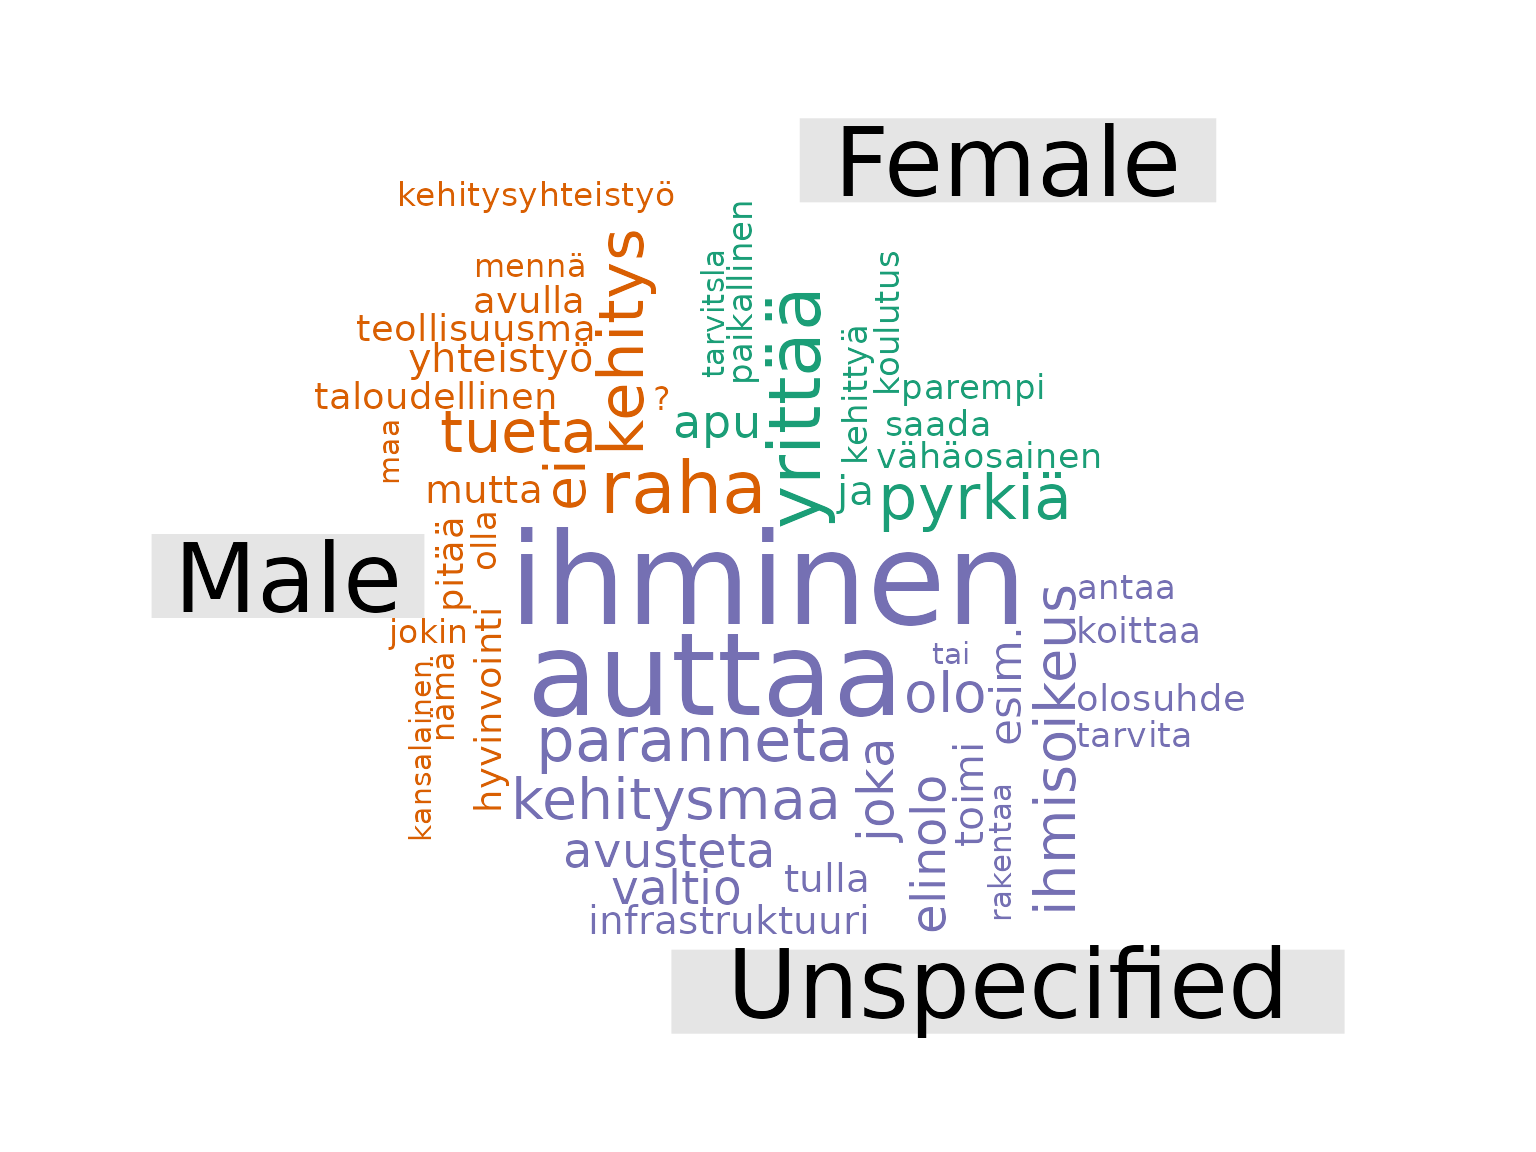 Female
kehitysyhteistyö
mennä
avulla
teollisuusma
yhteistyö
taloudellinen
tueta
maa
mutta
ei
kehitys
?
raha
tarvitsla
paikallinen
apu
yrittää
kehittyä
koulutus
parempi
saada
vähäosainen
ja
pyrkiä
Male
pitää
olla
jokin
nämä
kansalainen
hyvinvointi
ihminen
auttaa
tai
olo
esim.
ihmisoikeus
antaa
koittaa
olosuhde
tarvita
paranneta
kehitysmaa
joka
elinolo
toimi
rakentaa
avusteta
valtio
tulla
infrastruktuuri
Unspecified